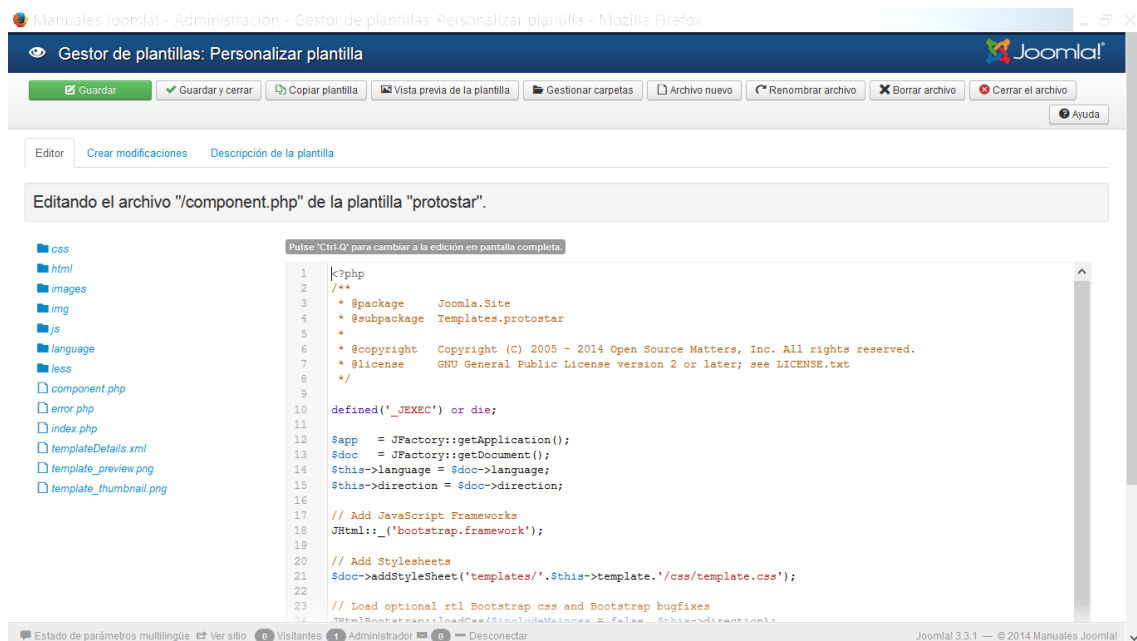 Manuales Joomla! - Administración - Gestor de plantillas: Personalizar plantilla - Mozilla Firefox
Gestor de plantillas: Personalizar plantilla
Joomla!
Guardar
Guardar y cerrar
Copiar plantilla
Vista previa de la plantilla
Gestionar carpetas
Archivo nuevo
Renombrar archivo
Borrar archivo
Cerrar el archivo
Ayuda
Editor
Crear modificaciones
Descripción de la plantilla
Editando el archivo "/component.php" de la plantilla "protostar".
css
html
images
img
js
language
less
component.php
error.php
index.php
templateDetails.xml
template_preview.png
template_thumbnail.png
Pulse 'Ctrl-Q' para cambiar a la edición en pantalla completa.
1 <?php
2 /**
3 * @package Joomla.Site
4 * @subpackage Templates.protostar
5 *
6 * @copyright Copyright (C) 2005 - 2014 Open Source Matters, Inc. All rights reserved.
7 * @license GNU General Public License version 2 or later; see LICENSE.txt
8 */
9
10 defined('_JEXEC') or die;
11
12 $app = JFactory::getApplication();
13 $doc = JFactory::getDocument();
14 $this->language = $doc->language;
15 $this->direction = $doc->direction;
16
17 // Add JavaScript Frameworks
18 JHtml::_('bootstrap.framework');
19
20 // Add Stylesheets
21 $doc->addStyleSheet('templates/'.$this->template.'/css/template.css');
22
23 // Load optional rtl Bootstrap css and Bootstrap bugfixes
24 JHtmlBootstrap::loadCss($includeMaincss = false, $this->direction);
Estado de parámetros multilingüe Ver sitio 0 Visitantes 1 Administrador 0 Desconectar
Joomla! 3.3.1 — © 2014 Manuales Joomla!